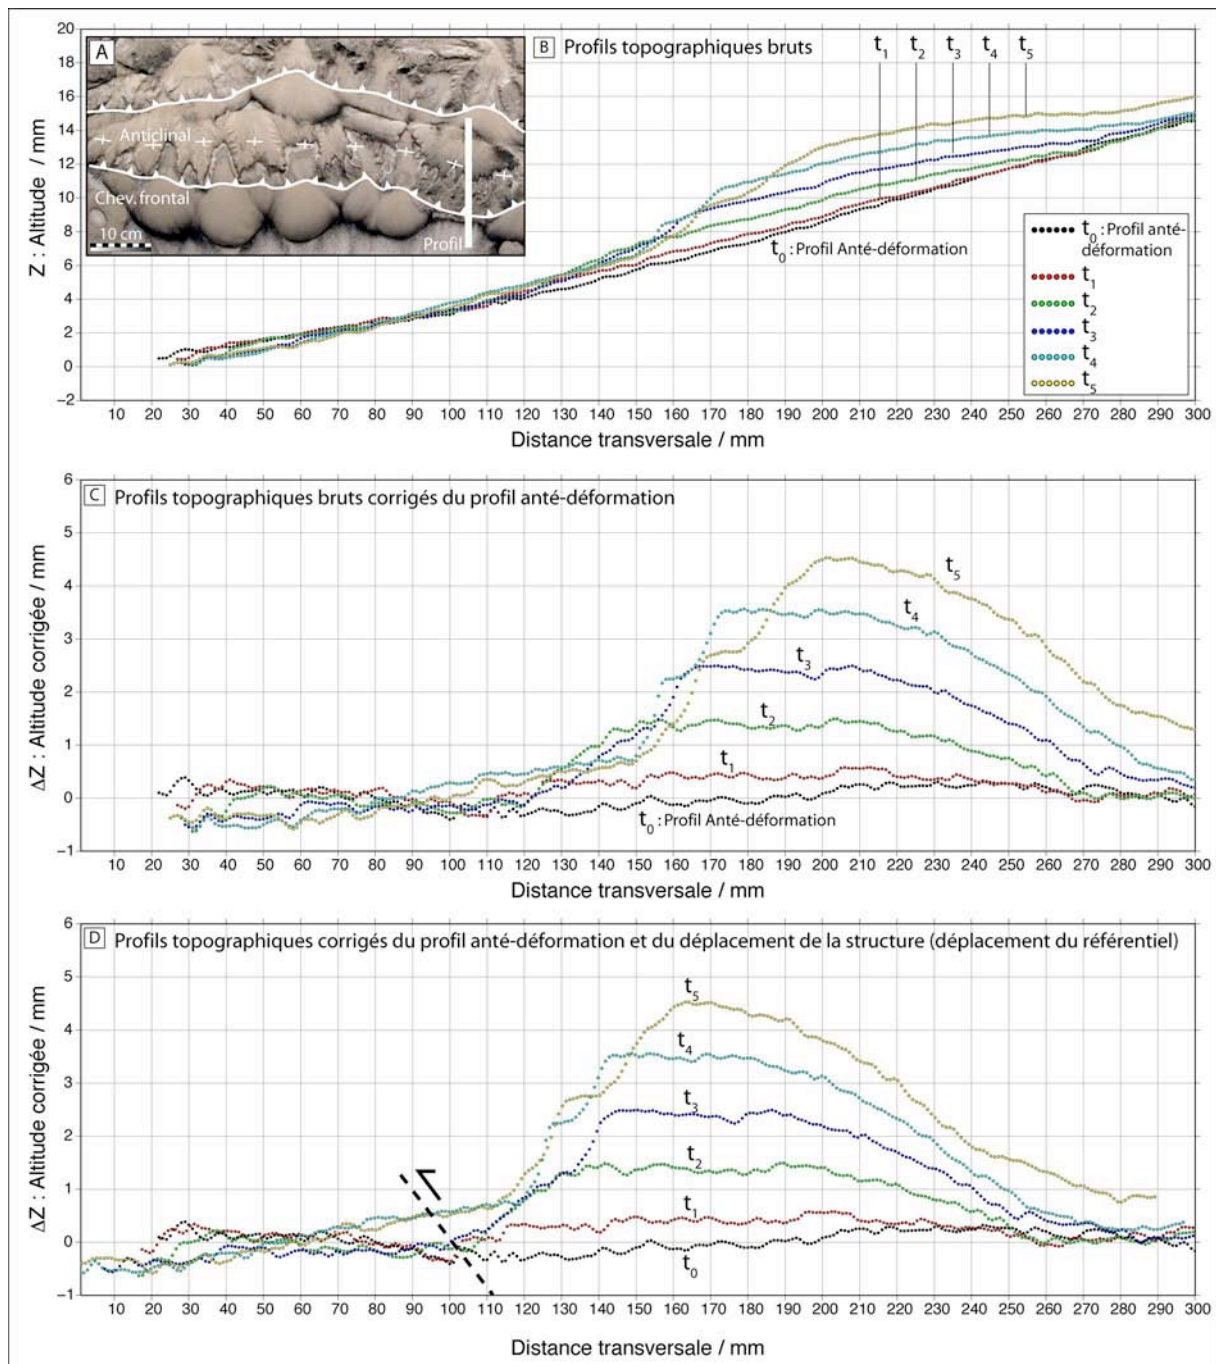 A
Anticlinal
Chev. frontal
10 cm
Profil
B Profils topographiques bruts
t1 t2 t3 t4 t5
t0 : Profil Anté-déformation
t0 : Profil anté-
déformation
t1
t2
t3
t4
t5
Z : Altitude / mm
20
18
16
14
12
10
8
6
4
2
0
−2
10 20 30 40 50 60 70 80 90 100 110 120 130 140 150 160 170 180 190 200 210 220 230 240 250 260 270 280 290 300
Distance transversale / mm
C Profils topographiques bruts corrigés du profil anté-déformation
t5
t4
t3
t2
t1
t0 : Profil Anté-déformation
ΔZ : Altitude corrigée / mm
6
5
4
3
2
1
0
−1
10 20 30 40 50 60 70 80 90 100 110 120 130 140 150 160 170 180 190 200 210 220 230 240 250 260 270 280 290 300
Distance transversale / mm
D Profils topographiques corrigés du profil anté-déformation et du déplacement de la structure (déplacement du référentiel)
t5
t4
t3
t2
t1
t0
ΔZ : Altitude corrigée / mm
6
5
4
3
2
1
0
−1
10 20 30 40 50 60 70 80 90 100 110 120 130 140 150 160 170 180 190 200 210 220 230 240 250 260 270 280 290 300
Distance transversale / mm